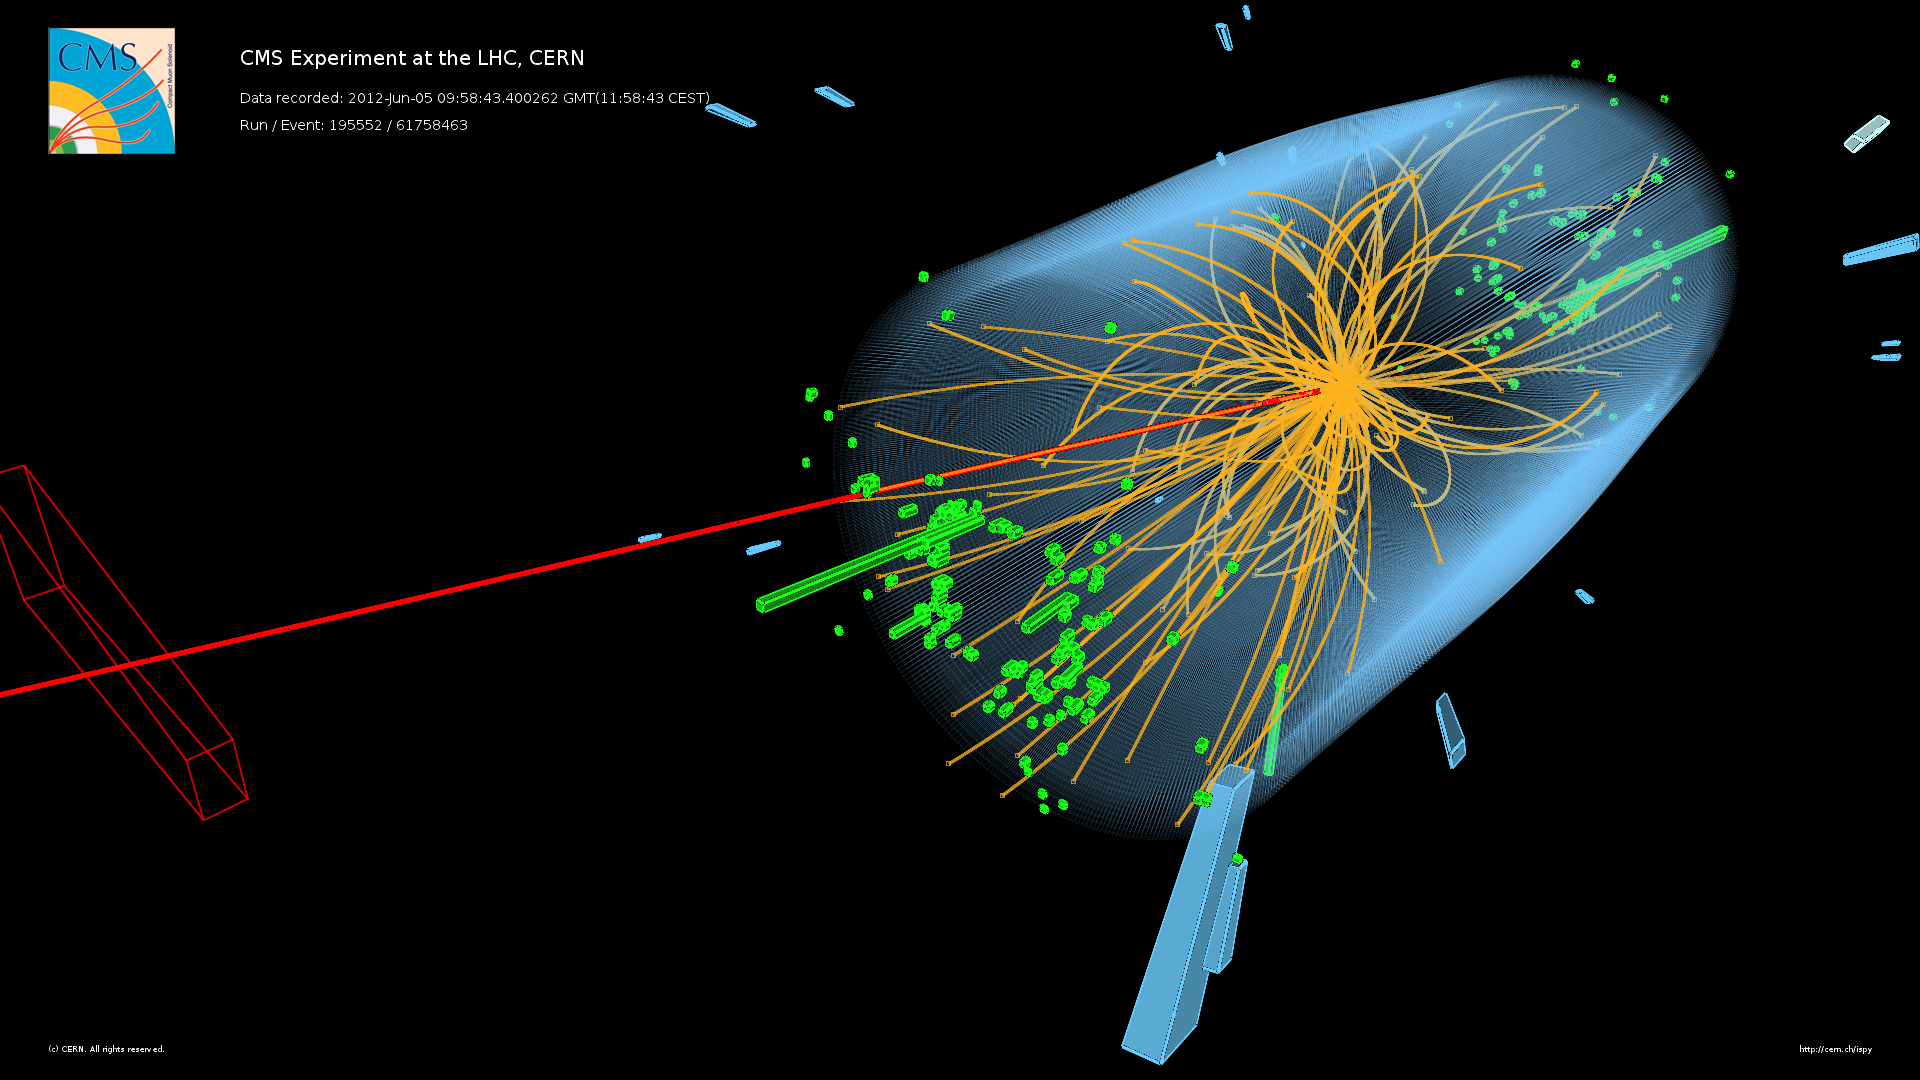 CMS
Compact Muon Solenoid
CMS Experiment at the LHC, CERN
Data recorded: 2012-Jun-05 09:58:43.400262 GMT(11:58:43 CEST)
Run / Event: 195552 / 61758463
(c) CERN. All rights reserved.
http://cern.ch/ispy